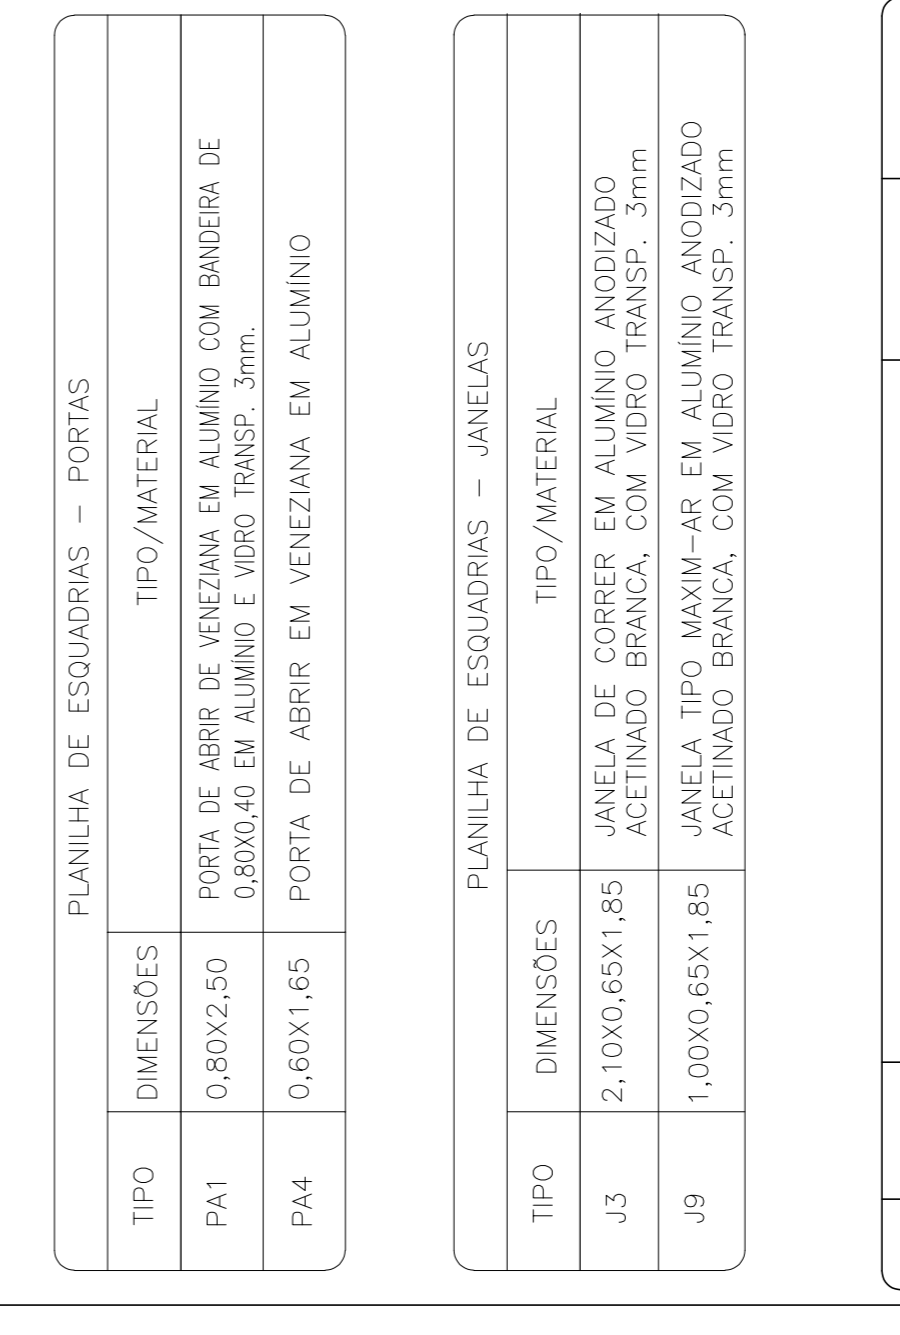 PLANILHA DE ESQUADRIAS – PORTAS
TIPO DIMENSÕES TIPO/MATERIAL
PA1 0,80X2,50 PORTA DE ABRIR DE VENEZIANA EM ALUMÍNIO COM BANDEIRA DE
0,80X0,40 EM ALUMÍNIO E VIDRO TRANSP. 3mm.
PA4 0,60X1,65 PORTA DE ABRIR EM VENEZIANA EM ALUMÍNIO
PLANILHA DE ESQUADRIAS – JANELAS
TIPO DIMENSÕES TIPO/MATERIAL
J3 2,10X0,65X1,85 JANELA DE CORRER EM ALUMÍNIO ANODIZADO
ACETINADO BRANCA, COM VIDRO TRANSP. 3mm
J9 1,00X0,65X1,85 JANELA TIPO MAXIM–AR EM ALUMÍNIO ANODIZADO
ACETINADO BRANCA, COM VIDRO TRANSP. 3mm